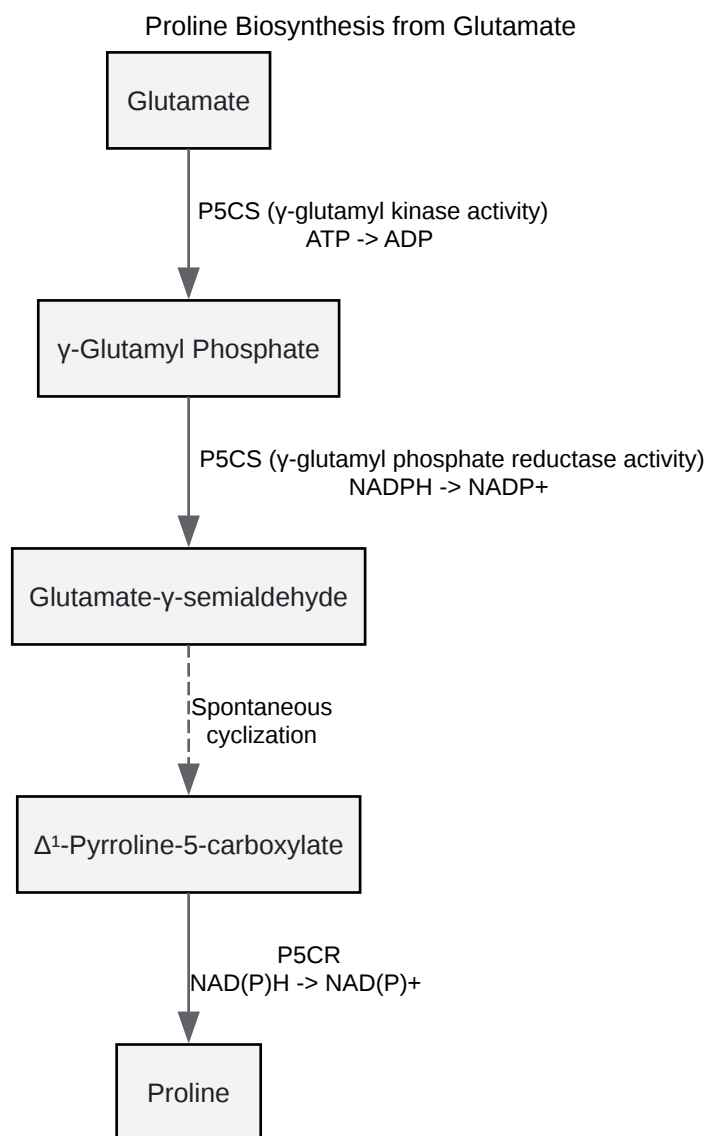 Proline Biosynthesis from Glutamate
Glutamate
P5CS (γ-glutamyl kinase activity)
ATP -> ADP
γ-Glutamyl Phosphate
P5CS (γ-glutamyl phosphate reductase activity)
NADPH -> NADP+
Glutamate-γ-semialdehyde
Spontaneous
cyclization
Δ¹-Pyrroline-5-carboxylate
P5CR
NAD(P)H -> NAD(P)+
Proline